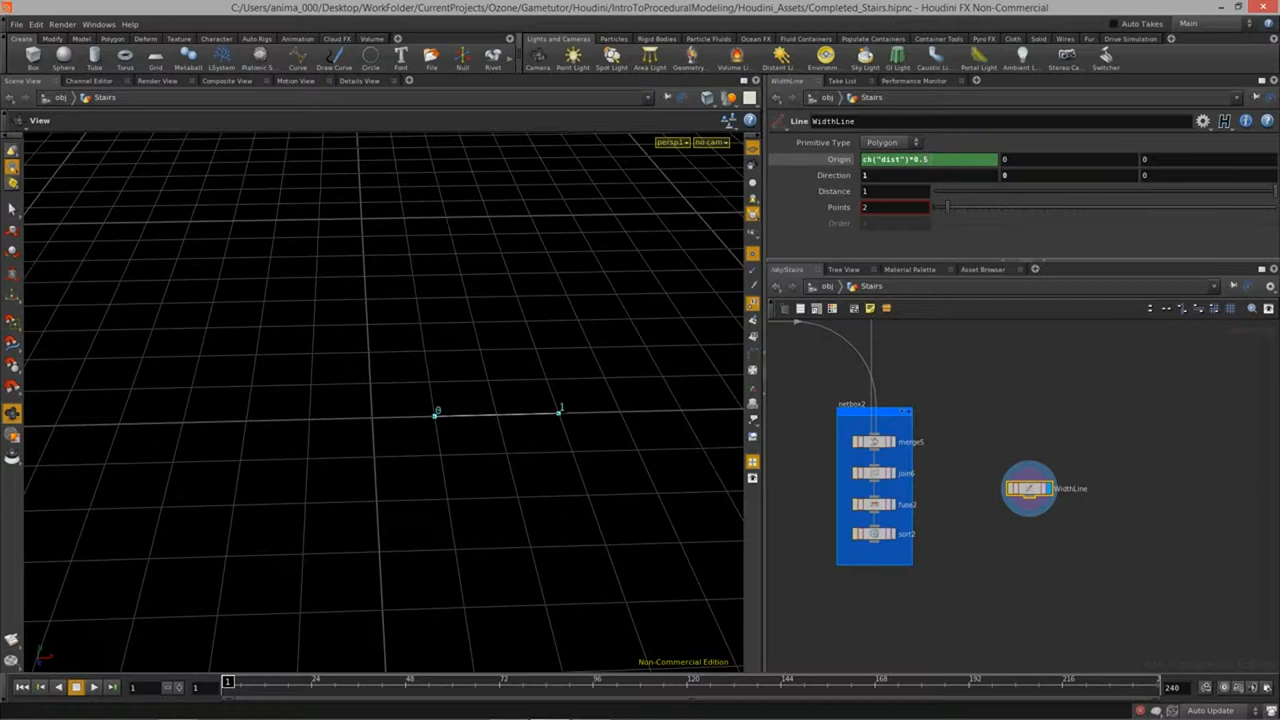 C:/Users/anima_000/Desktop/WorkFolder/CurrentProjects/Ozone/Gametutor/Houdini/IntroToProceduralModeling/Houdini_Assets/Completed_Stairs.hipnc - Houdini FX Non-Commercial
File Edit Render Assets Windows Help
Auto Takes Main
Create Modify Model Polygon Deform Texture Character Auto Rigs Animation Cloud FX Volume
Lights and Cameras Particles Rigid Bodies Particle Fluids Ocean FX Fluid Containers Populate Containers Container Tools Pyro FX Cloth Solid Wires Fur Drive Simulation
Box Sphere Tube Torus Grid Metaball LSystem Platonic S... Curve Draw Curve Circle Font File Null Rivet
Camera Point Light Spot Light Area Light Geometry... Volume Li... Distant Li... Environm... Sky Light GI Light Caustic Li... Portal Light Ambient L... Stereo Ca... Switcher
Scene View Channel Editor Render View Composite View Motion View Details View
WidthLine Take List Performance Monitor
obj Stairs
obj Stairs
View
persp1 no cam
Line WidthLine
Primitive Type Polygon
Origin ch("dist")*0.5 0 0
Direction 1 0 0
Distance 1
Points 2
Order
/obj/Stairs Tree View Material Palette Asset Browser
obj Stairs
netbox2
merge5
join6
fuse2
sort2
WidthLine
0 1
Non-Commercial Edition
1 1 1 24 48 72 96 120 144 168 192 216 2 240
Auto Update